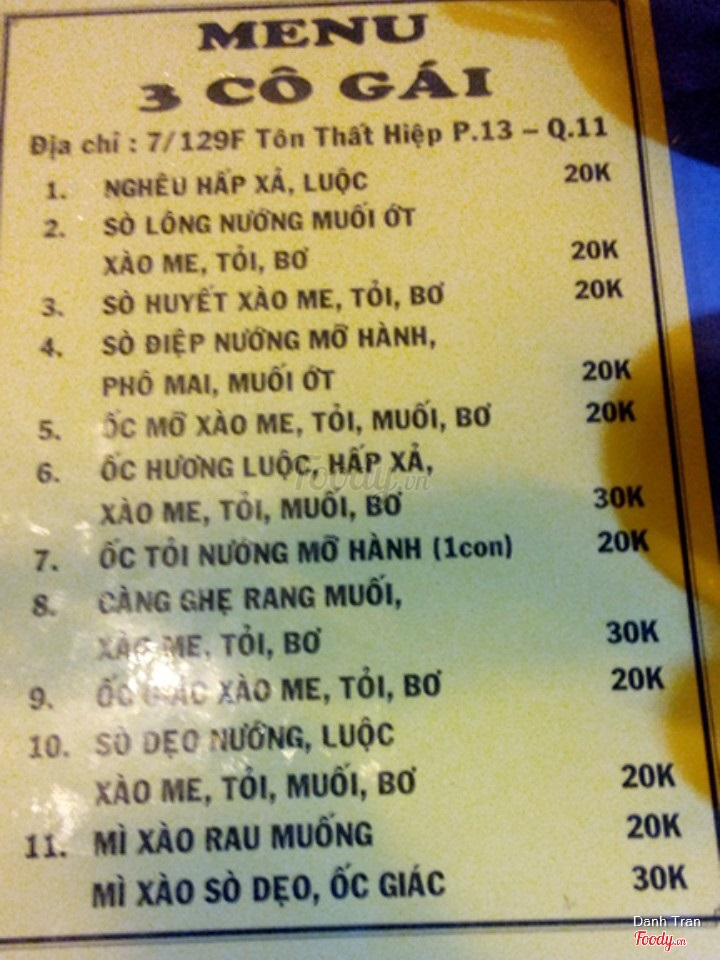 MENU
3 CÔ GÁI
Địa chỉ : 7/129F Tôn Thất Hiệp P.13 – Q.11
1. NGHÊU HẤP XẢ, LUỘC 20K
2. SÒ LÔNG NƯỚNG MUỐI ỚT
XÀO ME, TỎI, BƠ 20K
3. SÒ HUYẾT XÀO ME, TỎI, BƠ 20K
4. SÒ ĐIỆP NƯỚNG MỠ HÀNH,
PHÔ MAI, MUỐI ỚT 20K
5. ỐC MỠ XÀO ME, TỎI, MUỐI, BƠ 20K
6. ỐC HƯƠNG LUỘC, HẤP XẢ,
XÀO ME, TỎI, MUỐI, BƠ 30K
7. ỐC TỎI NƯỚNG MỠ HÀNH (1con) 20K
8. CÀNG GHẸ RANG MUỐI,
XÀO ME, TỎI, BƠ 30K
9. ỐC GIÁC XÀO ME, TỎI, BƠ 20K
10. SÒ DẸO NƯỚNG, LUỘC
XÀO ME, TỎI, MUỐI, BƠ 20K
11. MÌ XÀO RAU MUỐNG 20K
MÌ XÀO SÒ DẸO, ỐC GIÁC 30K
Foody.vn
Danh Tran
Foody.vn